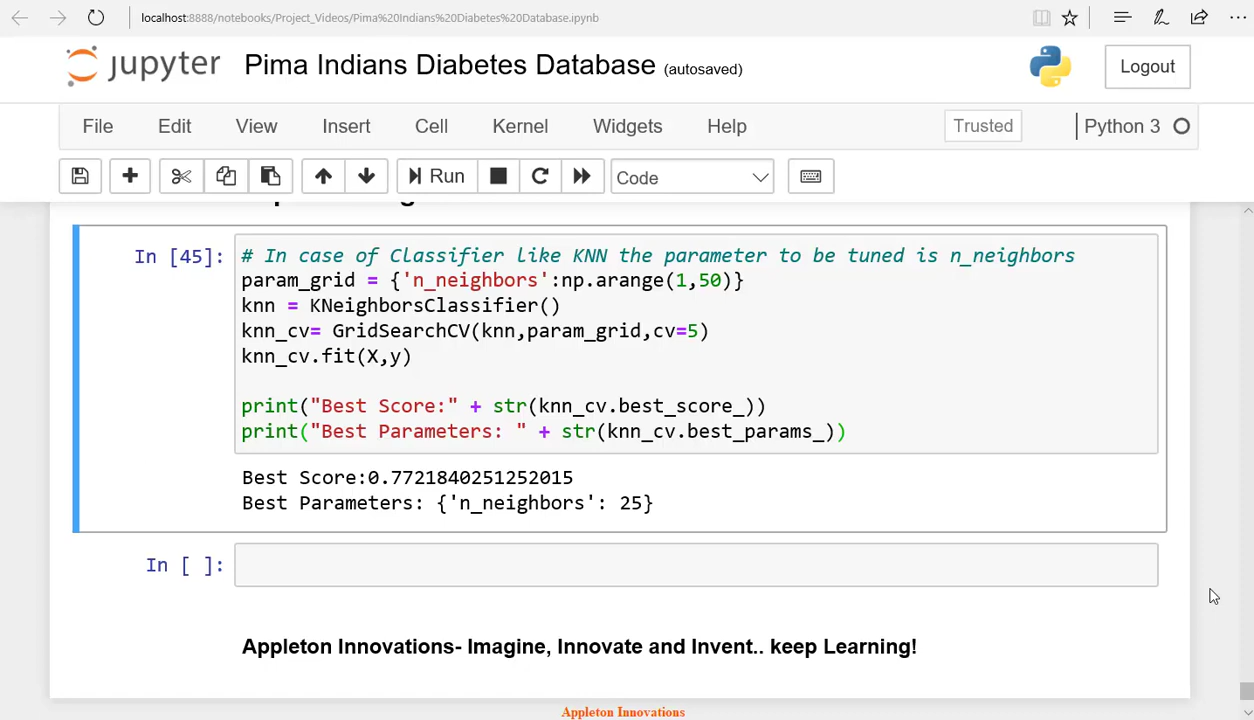 localhost:8888/notebooks/Project_Videos/Pima%20Indians%20Diabetes%20Database.ipynb
jupyter Pima Indians Diabetes Database (autosaved) Logout
File Edit View Insert Cell Kernel Widgets Help Trusted Python 3
Run Code
In [45]: # In case of Classifier like KNN the parameter to be tuned is n_neighbors
param_grid = {'n_neighbors':np.arange(1,50)}
knn = KNeighborsClassifier()
knn_cv= GridSearchCV(knn,param_grid,cv=5)
knn_cv.fit(X,y)
print("Best Score:" + str(knn_cv.best_score_))
print("Best Parameters: " + str(knn_cv.best_params_))
Best Score:0.7721840251252015
Best Parameters: {'n_neighbors': 25}
In [ ]:
Appleton Innovations- Imagine, Innovate and Invent.. keep Learning!
Appleton Innovations